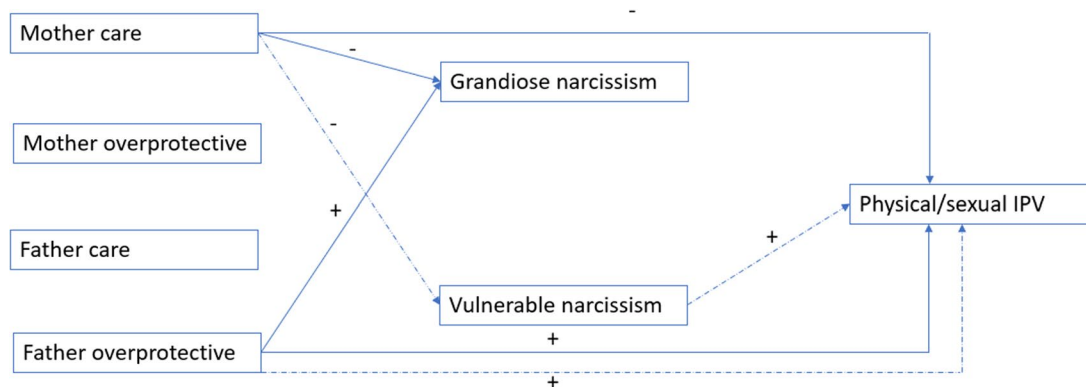 -
Mother care
-
Grandiose narcissism
-
Mother overprotective
Physical/sexual IPV
+
+
Father care
Vulnerable narcissism
+
Father overprotective
+